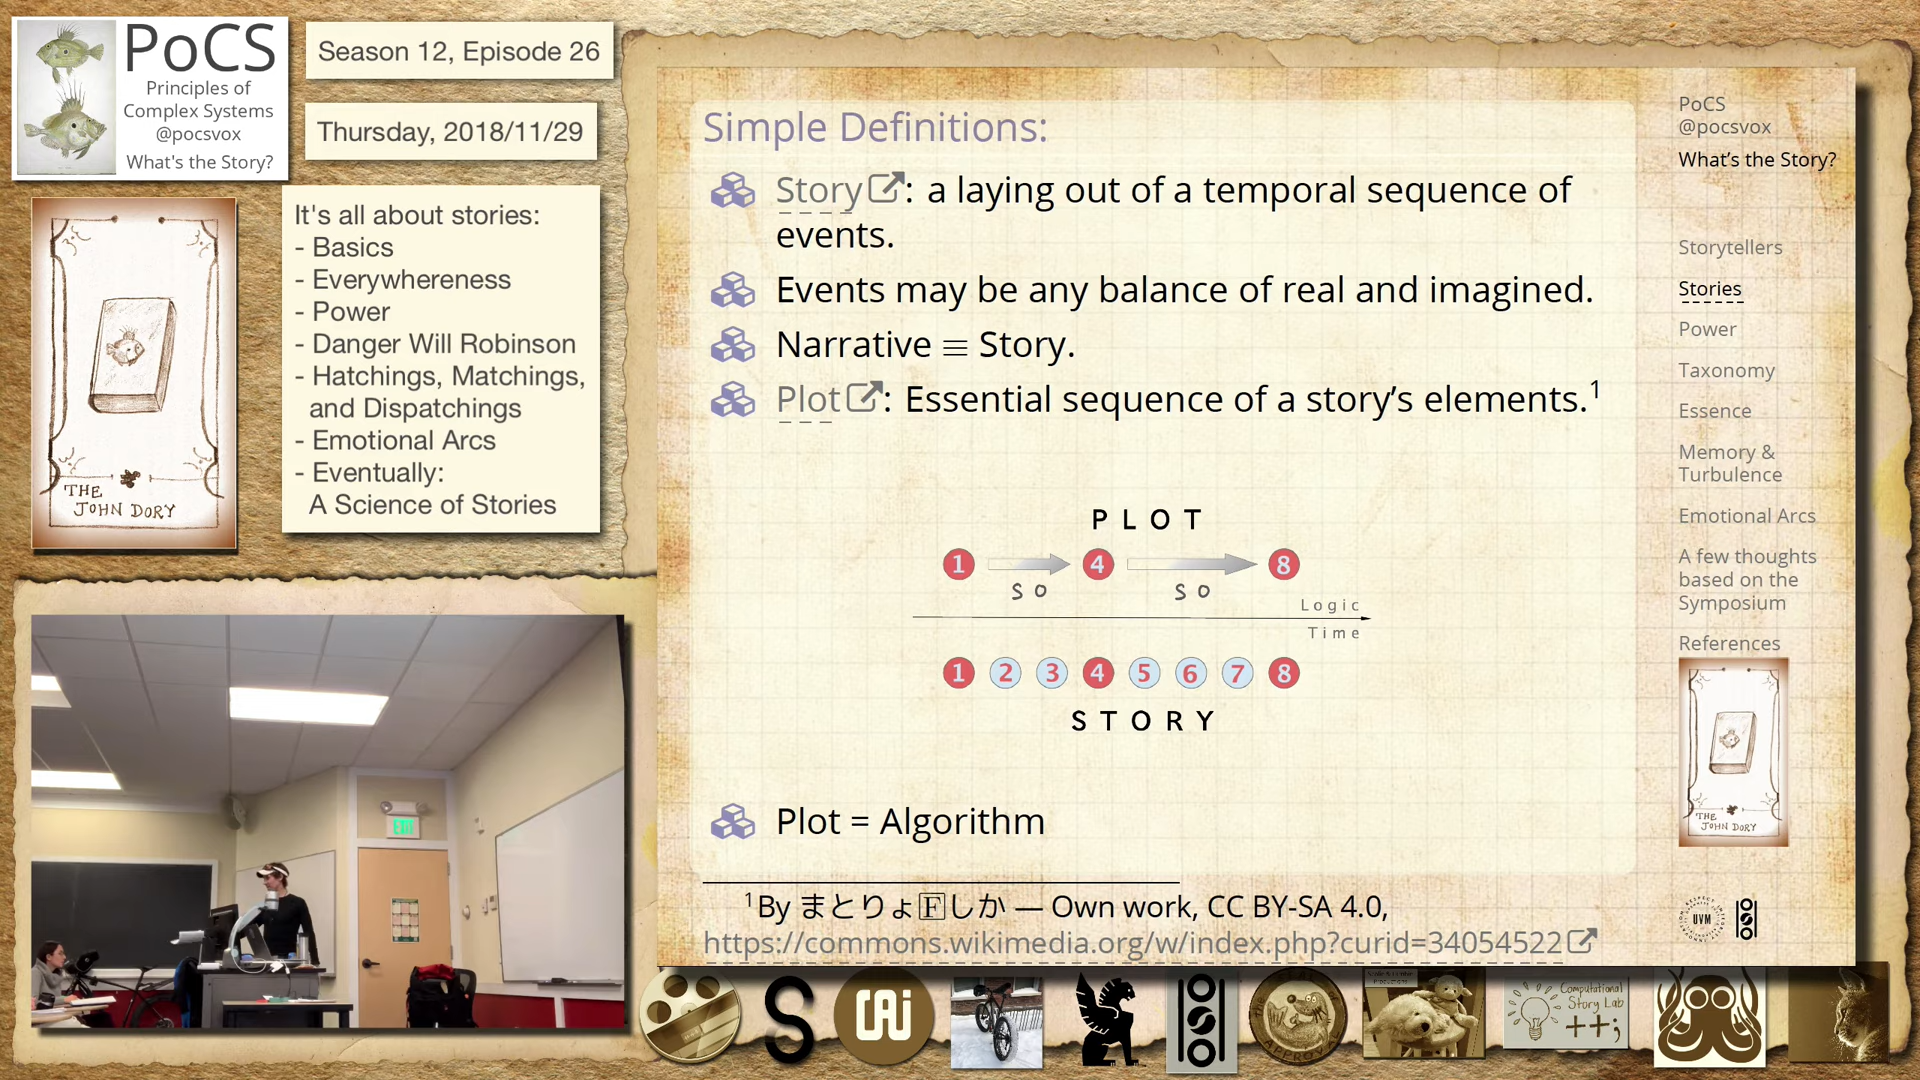 PoCS
Principles of
Complex Systems
@pocsvox
What's the Story?
Season 12, Episode 26
Thursday, 2018/11/29
It's all about stories:
- Basics
- Everywhereness
- Power
- Danger Will Robinson
- Hatchings, Matchings,
and Dispatchings
- Emotional Arcs
- Eventually:
A Science of Stories
THE
JOHN DORY
EXIT
Simple Definitions:
Story: a laying out of a temporal sequence of
events.
Events may be any balance of real and imagined.
Narrative ≡ Story.
Plot: Essential sequence of a story's elements.¹
PLOT
1 4 8
SO SO
Logic
Time
1 2 3 4 5 6 7 8
STORY
Plot = Algorithm
¹By まとりょ🄵しか — Own work, CC BY-SA 4.0,
https://commons.wikimedia.org/w/index.php?curid=34054522
PoCS
@pocsvox
What's the Story?
Storytellers
Stories
Power
Taxonomy
Essence
Memory &
Turbulence
Emotional Arcs
A few thoughts
based on the
Symposium
References
THE
JOHN DORY
UVM
Computational
Story Lab
++;